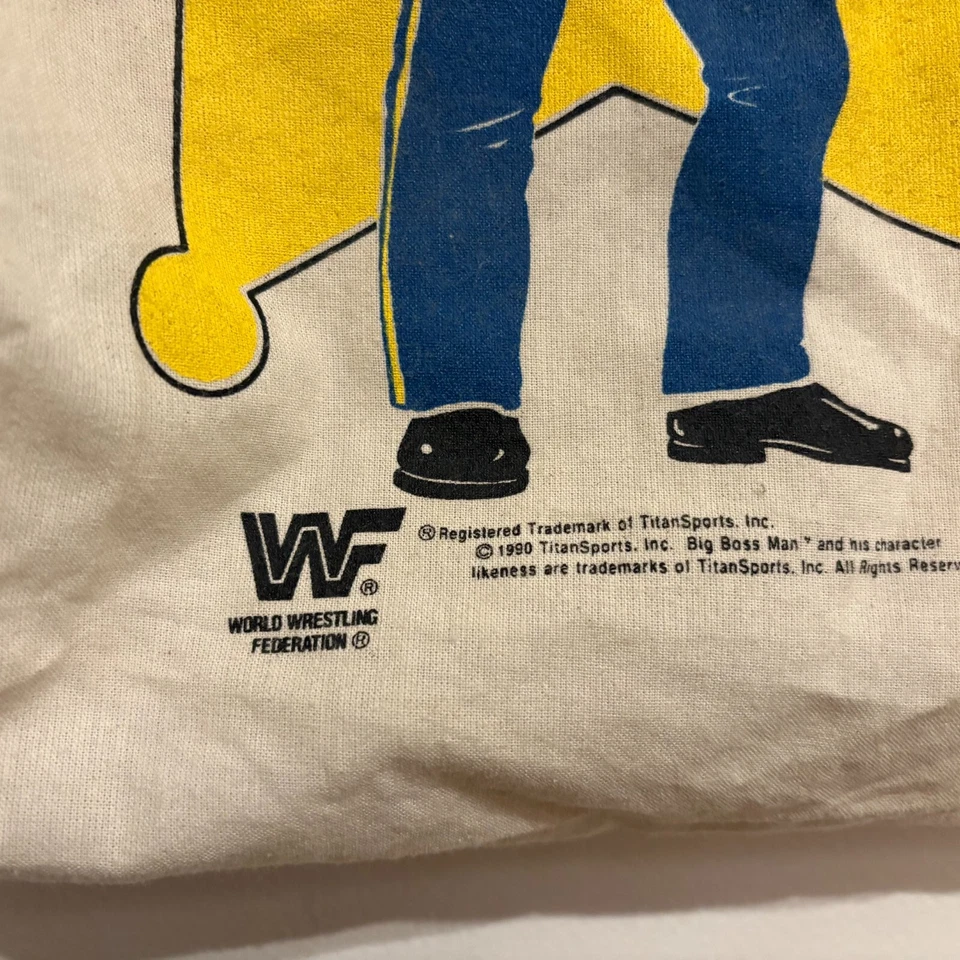 WF
® Registered Trademark of TitanSports, Inc.
© 1990 TitanSports, Inc. Big Boss Man™ and his character
likeness are trademarks of TitanSports, Inc. All Rights Reserv
®
WORLD WRESTLING
FEDERATION ®